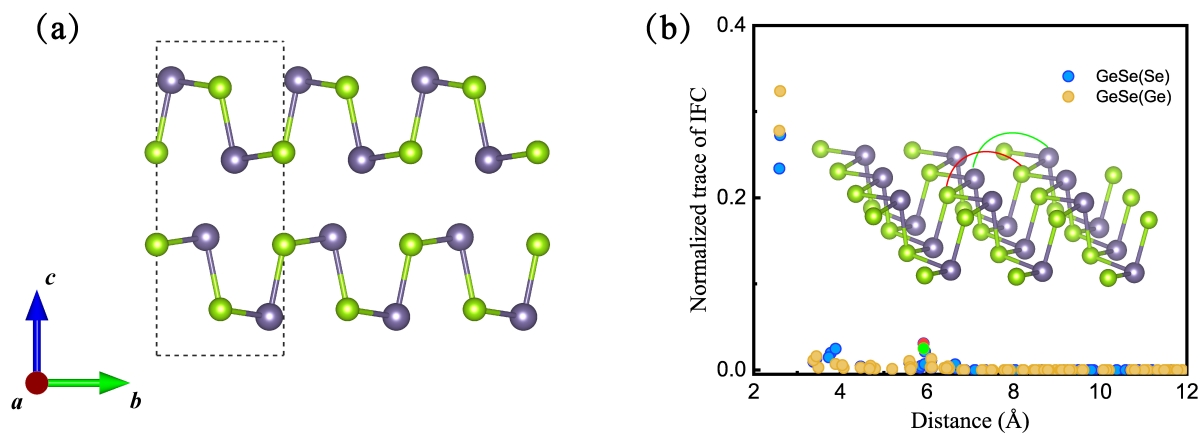 (a)
c
a
b
(b)
Normalized trace of IFC
0.4
0.2
0.0
GeSe(Se)
GeSe(Ge)
2 4 6 8 10 12
Distance (Å)